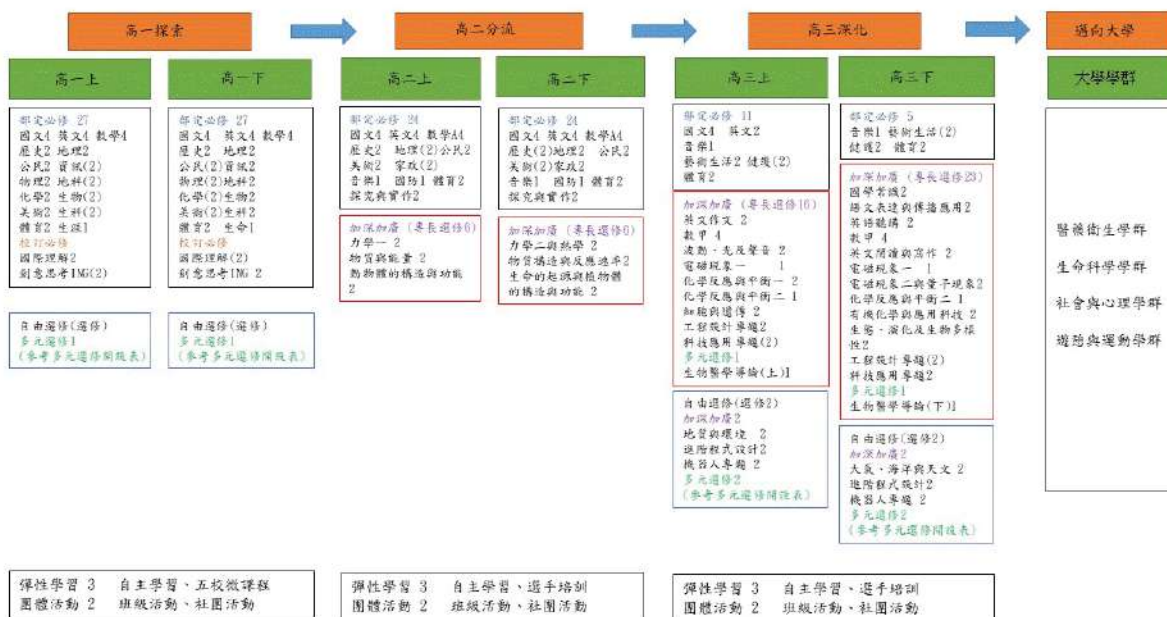 高一探索
高二分流
高三深化
邁向大學
高一上
高一下
高二上
高二下
高三上
高三下
大學學群
部定必修 27
國文4 英文4 數學4
歷史2 地理2
公民2 資訊(2)
物理2 地科(2)
化學2 生物(2)
美術2 生科(2)
體育2 生涯1
校訂必修
國際理解2
創意思考ING(2)
部定必修 27
國文4 英文4 數學4
歷史2 地理2
公民(2)資訊2
物理(2)地科2
化學(2)生物2
美術(2)生科2
體育2 生命1
校訂必修
國際理解(2)
創意思考ING 2
部定必修 24
國文4 英文4 數學A4
歷史2 地理(2)公民2
美術2 家政(2)
音樂1 國防1 體育2
探究與實作2
部定必修 24
國文4 英文4 數學A4
歷史(2)地理2 公民2
美術(2)家政2
音樂1 國防1 體育2
探究與實作2
部定必修 11
國文4 英文2
音樂1
藝術生活2 健護(2)
體育2
部定必修 5
音樂1 藝術生活(2)
健護2 體育2
加深加廣 (專長選修6)
力學一 2
物質與能量 2
動物體的構造與功能
2
加深加廣 (專長選修6)
力學二與熱學 2
物質構造與反應速率2
生命的起源與植物體
的構造與功能 2
加深加廣 (專長選修16)
英文作文 2
數甲 4
波動、光及聲音 2
電磁現象一 1
化學反應與平衡一 2
化學反應與平衡二 1
細胞與遺傳 2
工程設計專題2
科技應用專題(2)
多元選修1
生物醫學導論(上)1
加深加廣 (專長選修23)
國學常識2
語文表達與傳播應用2
英語聽講 2
數甲 4
英文閱讀與寫作 2
電磁現象一 1
電磁現象二與量子現象2
化學反應與平衡二 1
有機化學與應用科技 2
生態、演化及生物多樣
性2
工程設計專題(2)
科技應用專題2
多元選修1
生物醫學導論(下)1
自由選修(選修)
多元選修1
(參考多元選修開設表)
自由選修(選修)
多元選修1
(參考多元選修開設表)
自由選修(選修2)
加深加廣2
地質與環境 2
進階程式設計2
機器人專題 2
多元選修2
(參考多元選修開設表)
自由選修(選修2)
加深加廣2
大氣、海洋與天文 2
進階程式設計2
機器人專題 2
多元選修2
(參考多元選修開設表)
醫藥衛生學群
生命科學學群
社會與心理學群
遊憩與運動學群
彈性學習 3 自主學習、五校微課程
團體活動 2 班級活動、社團活動
彈性學習 3 自主學習、選手培訓
團體活動 2 班級活動、社團活動
彈性學習 3 自主學習、選手培訓
團體活動 2 班級活動、社團活動